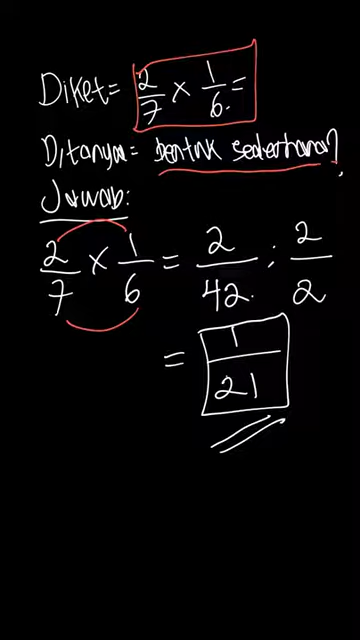 Diket= 2/7 × 1/6 =
Ditanya= bentuk sederhana?
Jawab:
2/7 × 1/6 = 2/42 : 2/2
= 1/21